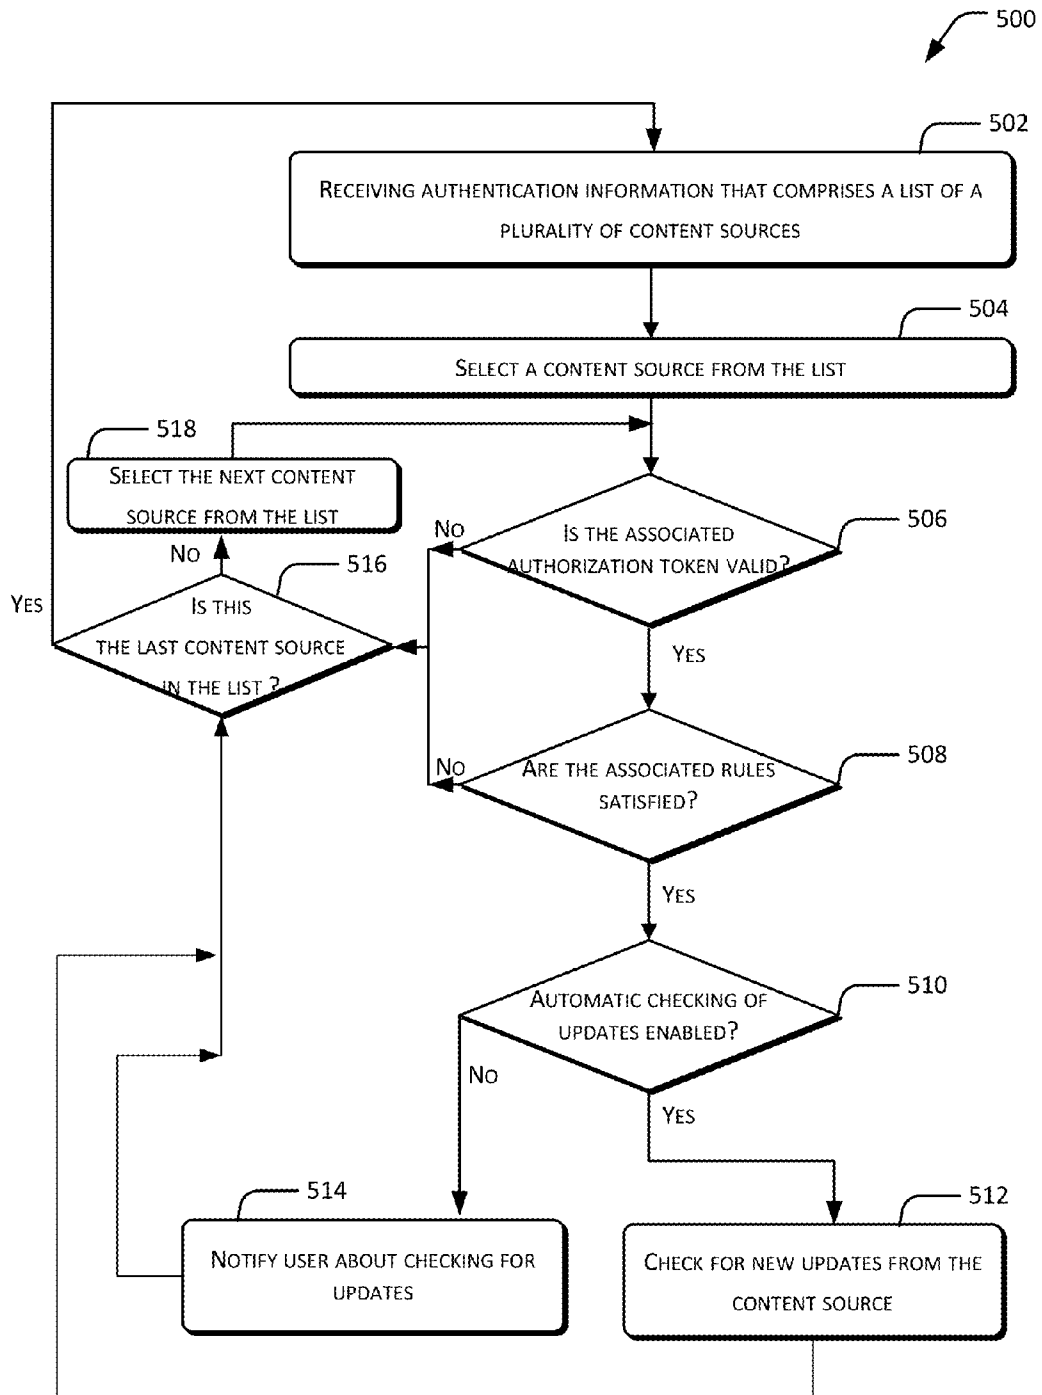 500
502
Receiving authentication information that comprises a list of a
plurality of content sources
504
Select a content source from the list
518
Select the next content
source from the list
No
516
Yes
Is this
the last content source
in the list ?
No
506
Is the associated
authorization token valid?
Yes
No
508
Are the associated rules
satisfied?
Yes
510
Automatic checking of
updates enabled?
No
Yes
514
Notify user about checking for
updates
512
Check for new updates from the
content source